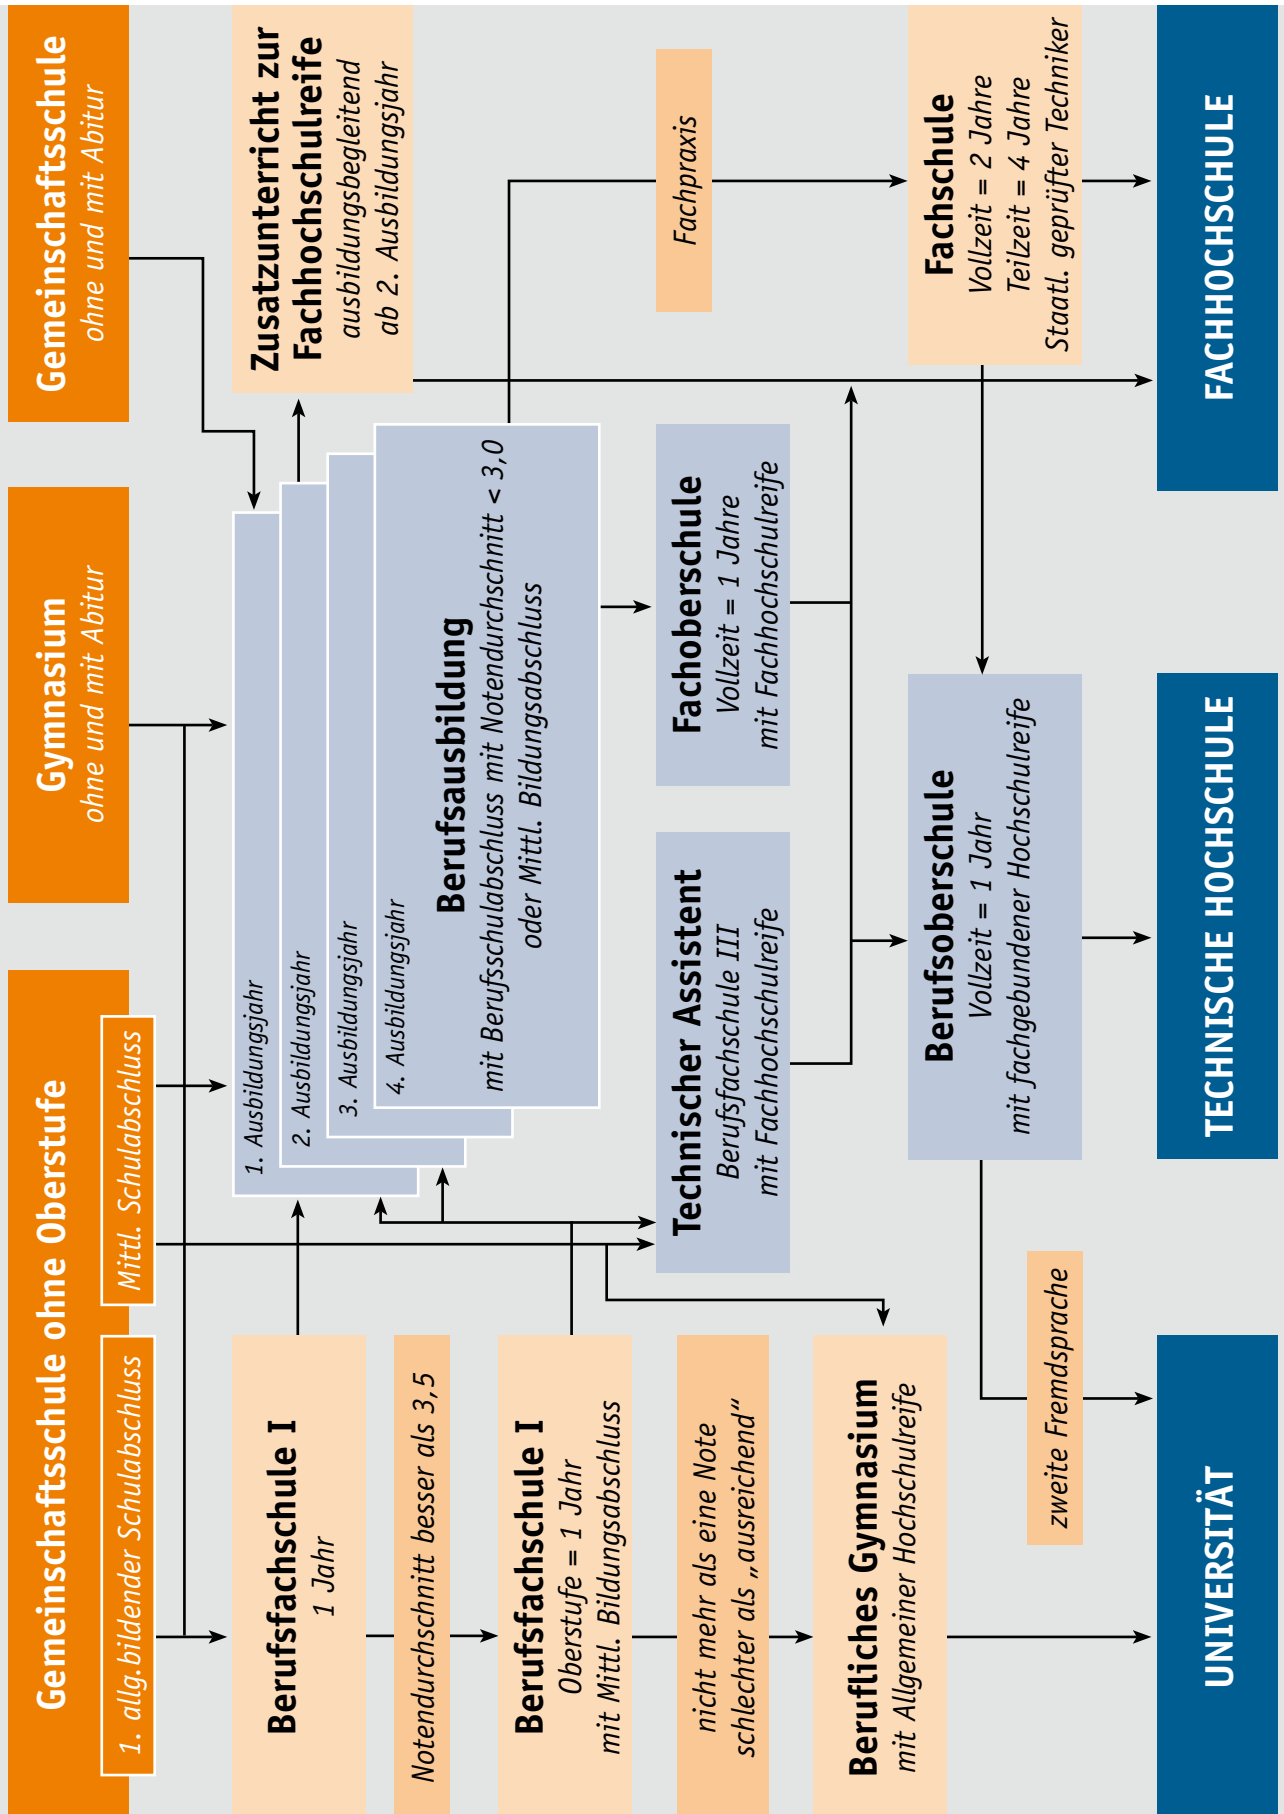 Gemeinschaftsschule ohne Oberstufe
1. allg.bildender Schulabschluss
Mittl. Schulabschluss
Gymnasium
ohne und mit Abitur
Gemeinschaftsschule
ohne und mit Abitur
Berufsfachschule I
1 Jahr
Notendurchschnitt besser als 3,5
Berufsfachschule I
Oberstufe = 1 Jahr
mit Mittl. Bildungsabschluss
nicht mehr als eine Note
schlechter als „ausreichend“
Berufliches Gymnasium
mit Allgemeiner Hochschulreife
1. Ausbildungsjahr
2. Ausbildungsjahr
3. Ausbildungsjahr
4. Ausbildungsjahr
Berufsausbildung
mit Berufsschulabschluss mit Notendurchschnitt < 3,0
oder Mittl. Bildungsabschluss
Zusatzunterricht zur
Fachhochschulreife
ausbildungsbegleitend
ab 2. Ausbildungsjahr
Technischer Assistent
Berufsfachschule III
mit Fachhochschulreife
Fachoberschule
Vollzeit = 1 Jahre
mit Fachhochschulreife
Fachpraxis
Berufsoberschule
Vollzeit = 1 Jahr
mit fachgebundener Hochschulreife
Fachschule
Vollzeit = 2 Jahre
Teilzeit = 4 Jahre
Staatl. geprüfter Techniker
zweite Fremdsprache
UNIVERSITÄT
TECHNISCHE HOCHSCHULE
FACHHOCHSCHULE